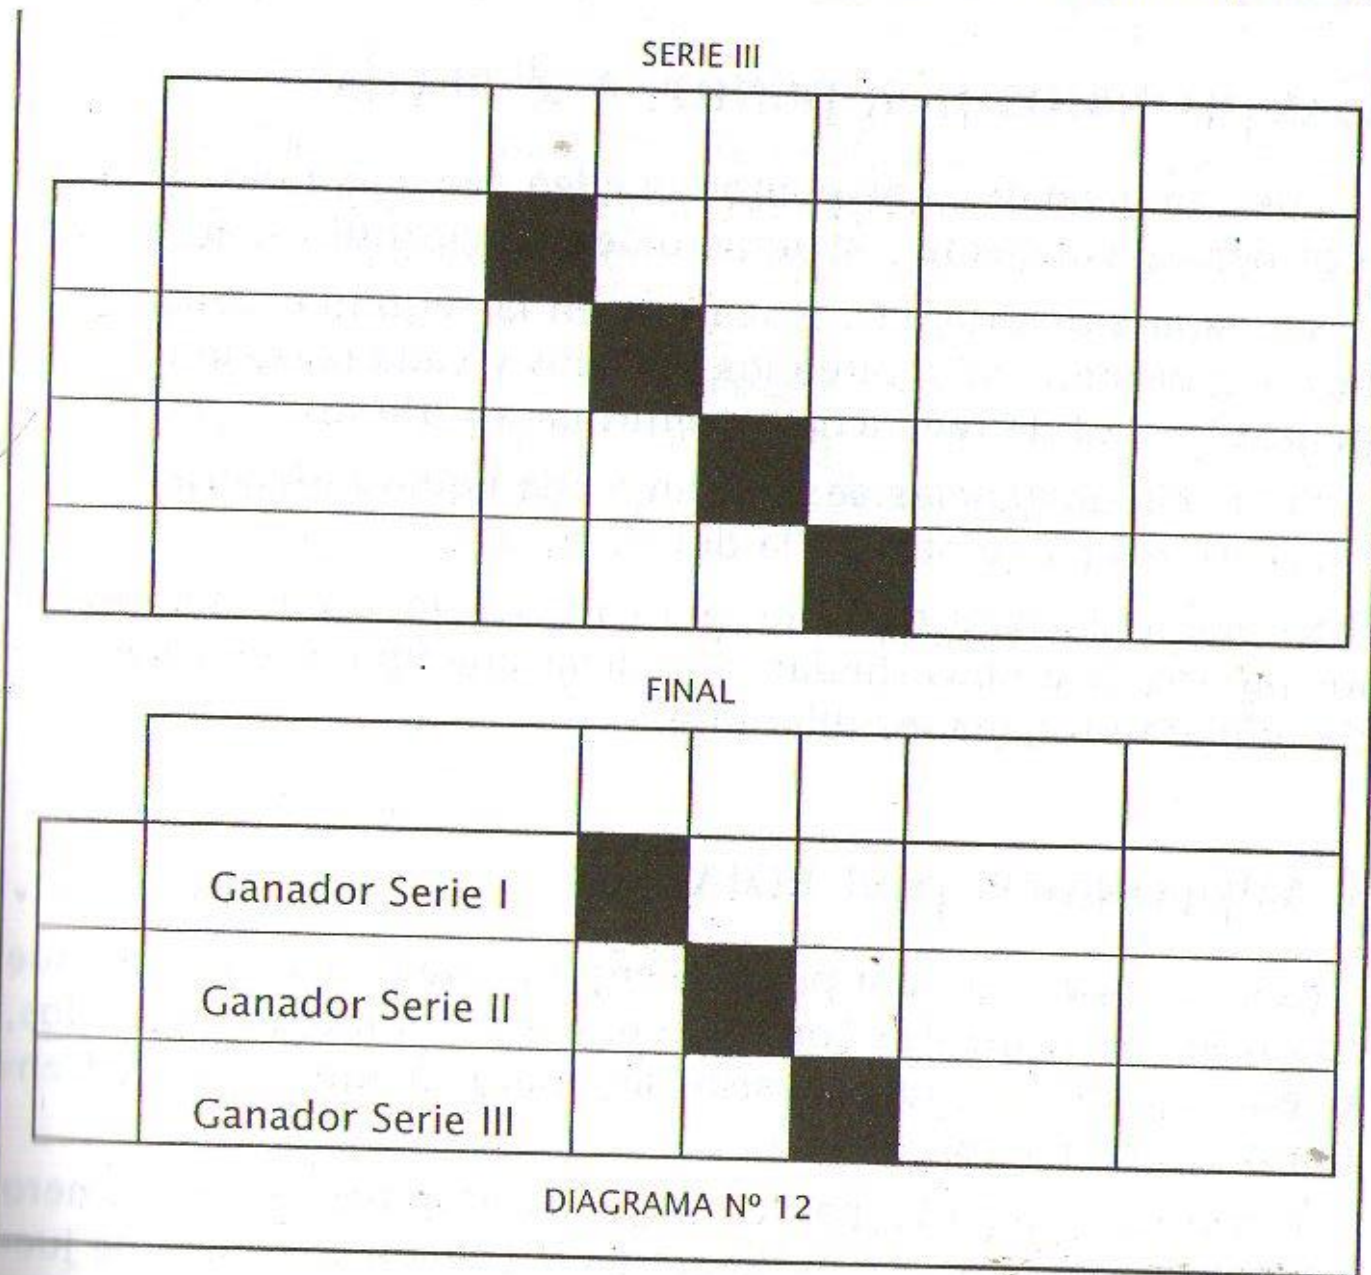 SERIE III
FINAL
Ganador Serie I
Ganador Serie II
Ganador Serie III
DIAGRAMA Nº 12